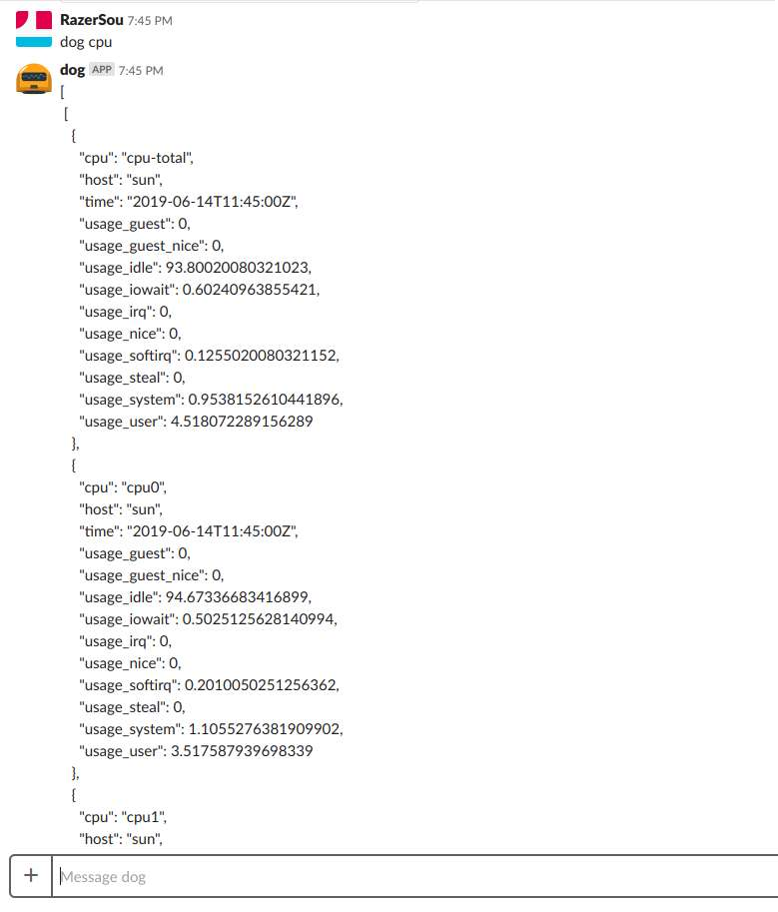 RazerSou 7:45 PM
dog cpu
dog APP 7:45 PM
[
[
{
"cpu": "cpu-total",
"host": "sun",
"time": "2019-06-14T11:45:00Z",
"usage_guest": 0,
"usage_guest_nice": 0,
"usage_idle": 93.80020080321023,
"usage_iowait": 0.60240963855421,
"usage_irq": 0,
"usage_nice": 0,
"usage_softirq": 0.1255020080321152,
"usage_steal": 0,
"usage_system": 0.9538152610441896,
"usage_user": 4.518072289156289
},
{
"cpu": "cpu0",
"host": "sun",
"time": "2019-06-14T11:45:00Z",
"usage_guest": 0,
"usage_guest_nice": 0,
"usage_idle": 94.67336683416899,
"usage_iowait": 0.5025125628140994,
"usage_irq": 0,
"usage_nice": 0,
"usage_softirq": 0.2010050251256362,
"usage_steal": 0,
"usage_system": 1.1055276381909902,
"usage_user": 3.517587939698339
},
{
"cpu": "cpu1",
"host": "sun",
+ Message dog